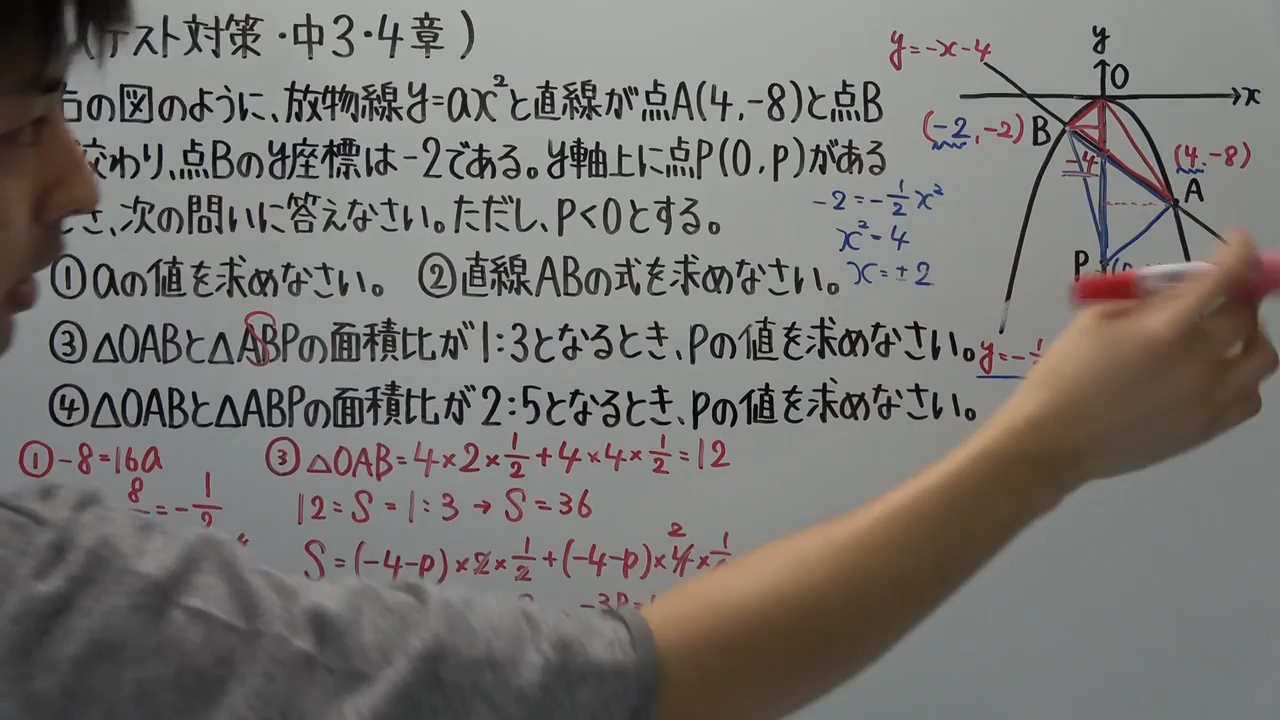 テスト対策・中3・4章)
右の図のように、放物線y=ax²と直線が点A(4,-8)と点B
交わり、点Bのy座標は-2である。y軸上に点P(0,p)がある
き、次の問いに答えなさい。ただし、P<0とする。
①aの値を求めなさい。 ②直線ABの式を求めなさい。
③△OABと△ABPの面積比が1:3となるとき、Pの値を求めなさい。
④△OABと△ABPの面積比が2:5となるとき、pの値を求めなさい。
①-8=16a
8/ =-1/2
③△OAB=4×2×1/2+4×4×1/2=12
12=S=1:3→S=36
S=(-4-p)×2×1/2+(-4-p)×4×1/
2
-3P=
-2=-1/2x²
x²-4
x=±2
y=-x-4
y
O
x
B
(-2,-2)
-4
(4,-8)
A
P
y=-